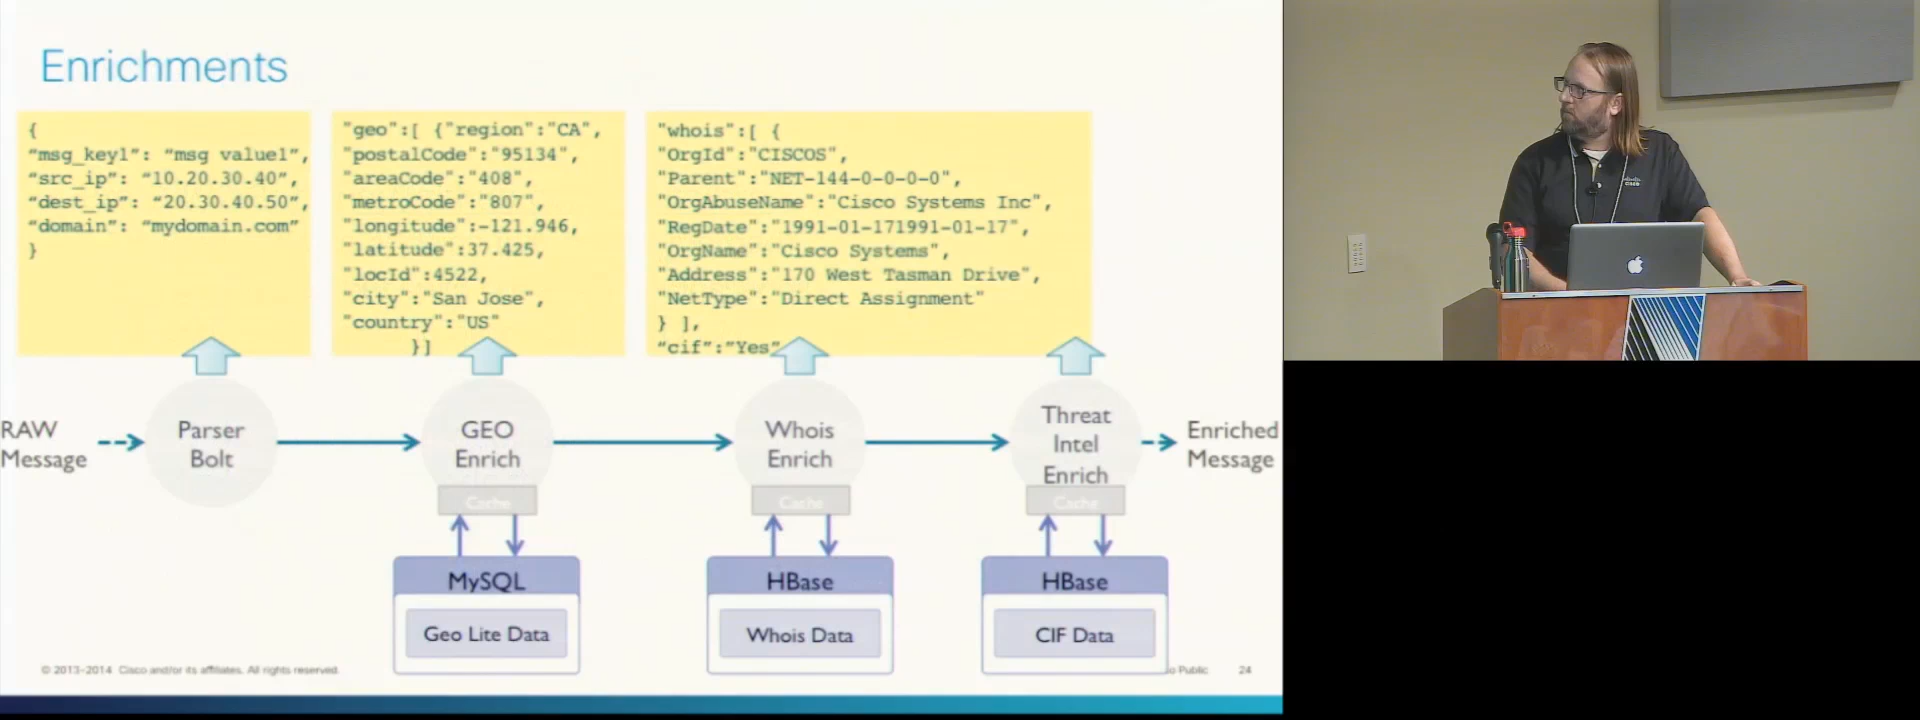 Enrichments
{
“msg_key1”: “msg value1”,
“src_ip”: “10.20.30.40”,
“dest_ip”: “20.30.40.50”,
“domain”: “mydomain.com”
}
"geo":[ {"region":"CA",
"postalCode":"95134",
"areaCode":"408",
"metroCode":"807",
"longitude":-121.946,
"latitude":37.425,
"locId":4522,
"city":"San Jose",
"country":"US"
}]
"whois":[ {
"OrgId":"CISCOS",
"Parent":"NET-144-0-0-0-0",
"OrgAbuseName":"Cisco Systems Inc",
"RegDate":"1991-01-171991-01-17",
"OrgName":"Cisco Systems",
"Address":"170 West Tasman Drive",
"NetType":"Direct Assignment"
} ],
“cif”:”Yes”
RAW
Message
Parser
Bolt
GEO
Enrich
Cache
Whois
Enrich
Cache
Threat
Intel
Enrich
Cache
Enriched
Message
MySQL
Geo Lite Data
HBase
Whois Data
HBase
CIF Data
© 2013-2014 Cisco and/or its affiliates. All rights reserved.
Public
24